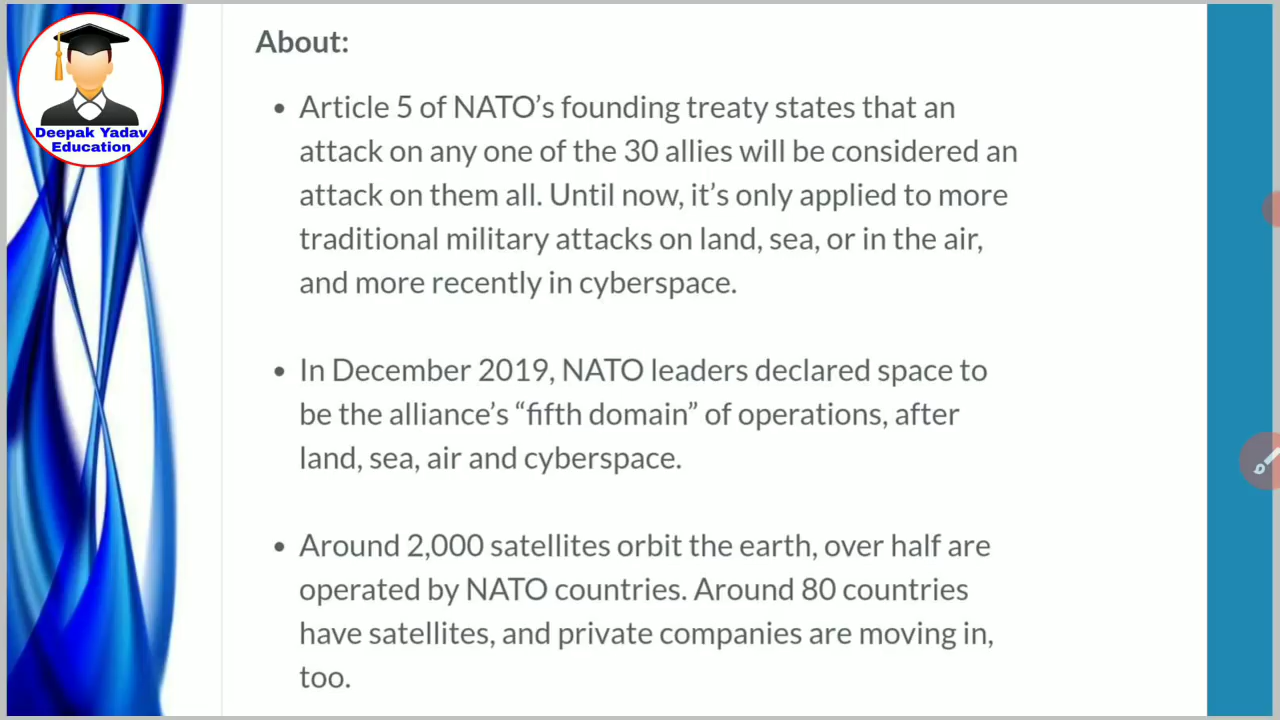 Deepak Yadav
Education
About:
• Article 5 of NATO’s founding treaty states that an
attack on any one of the 30 allies will be considered an
attack on them all. Until now, it’s only applied to more
traditional military attacks on land, sea, or in the air,
and more recently in cyberspace.
• In December 2019, NATO leaders declared space to
be the alliance’s “fifth domain” of operations, after
land, sea, air and cyberspace.
• Around 2,000 satellites orbit the earth, over half are
operated by NATO countries. Around 80 countries
have satellites, and private companies are moving in,
too.